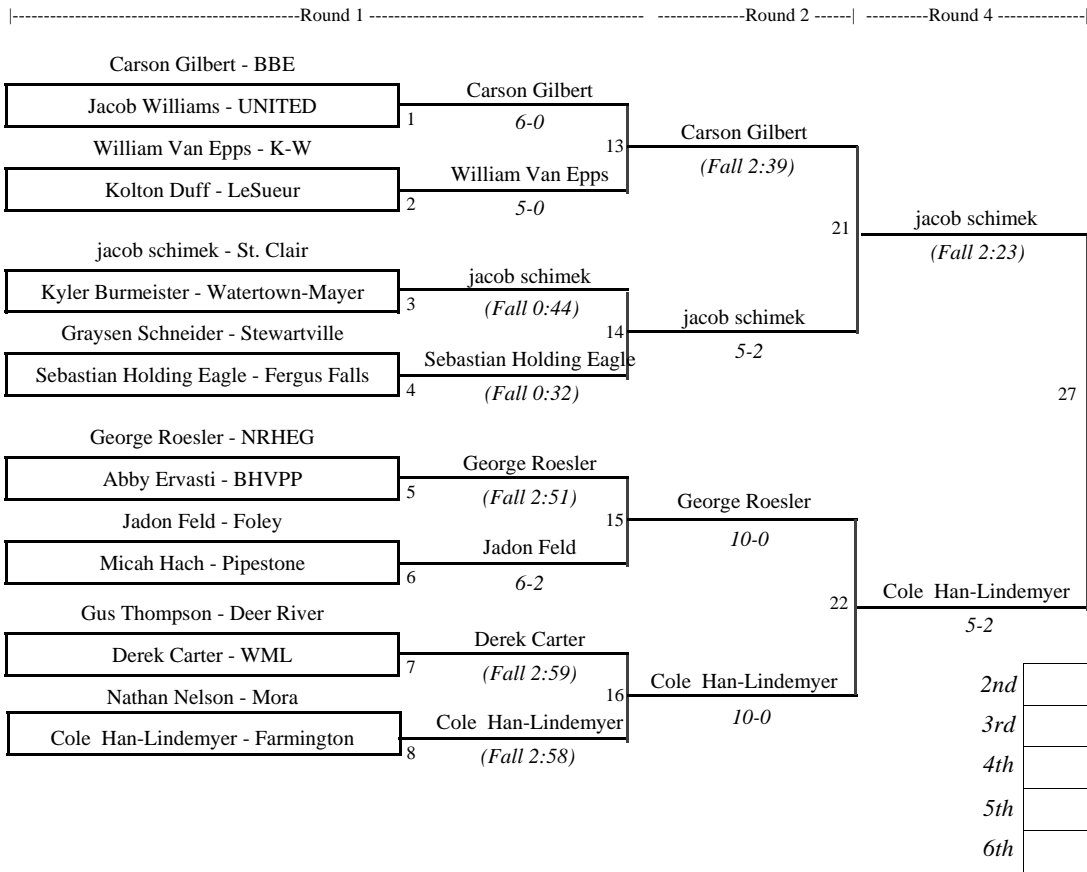 |-----------------------------------------Round 1 ---------------------------------------  ------------Round 2 ------|  ---------Round 4 -------------|
Carson Gilbert - BBE
Jacob Williams - UNITED
1
Carson Gilbert
6-0
William Van Epps - K-W
Kolton Duff - LeSueur
2
William Van Epps
5-0
13
Carson Gilbert
(Fall 2:39)
jacob schimek - St. Clair
Kyler Burmeister - Watertown-Mayer
3
jacob schimek
(Fall 0:44)
Graysen Schneider - Stewartville
Sebastian Holding Eagle - Fergus Falls
4
Sebastian Holding Eagle
(Fall 0:32)
14
jacob schimek
5-2
21
jacob schimek
(Fall 2:23)
George Roesler - NRHEG
Abby Ervasti - BHVPP
5
George Roesler
(Fall 2:51)
Jadon Feld - Foley
Micah Hach - Pipestone
6
Jadon Feld
6-2
15
George Roesler
10-0
Gus Thompson - Deer River
Derek Carter - WML
7
Derek Carter
(Fall 2:59)
Nathan Nelson - Mora
Cole  Han-Lindemyer - Farmington
8
Cole  Han-Lindemyer
(Fall 2:58)
16
Cole  Han-Lindemyer
10-0
22
Cole  Han-Lindemyer
5-2
27
2nd
3rd
4th
5th
6th